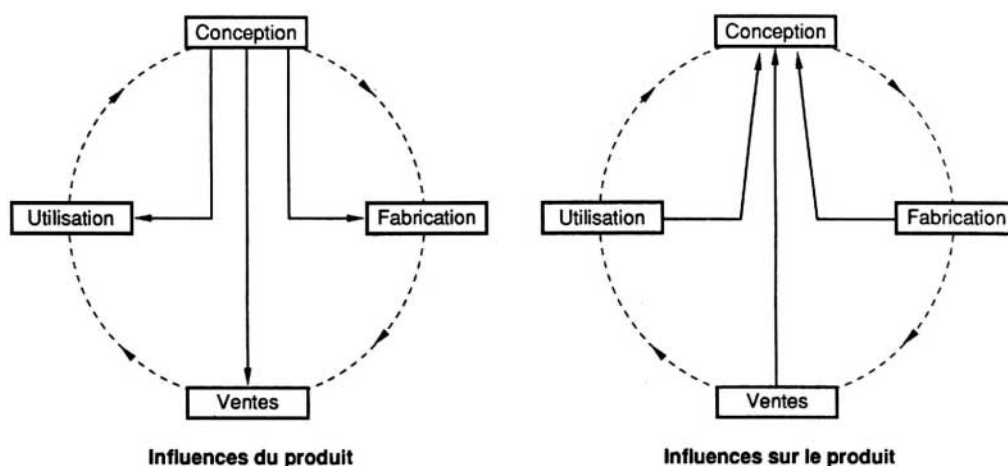 Conception
Utilisation
Fabrication
Ventes
Influences du produit
Conception
Utilisation
Fabrication
Ventes
Influences sur le produit